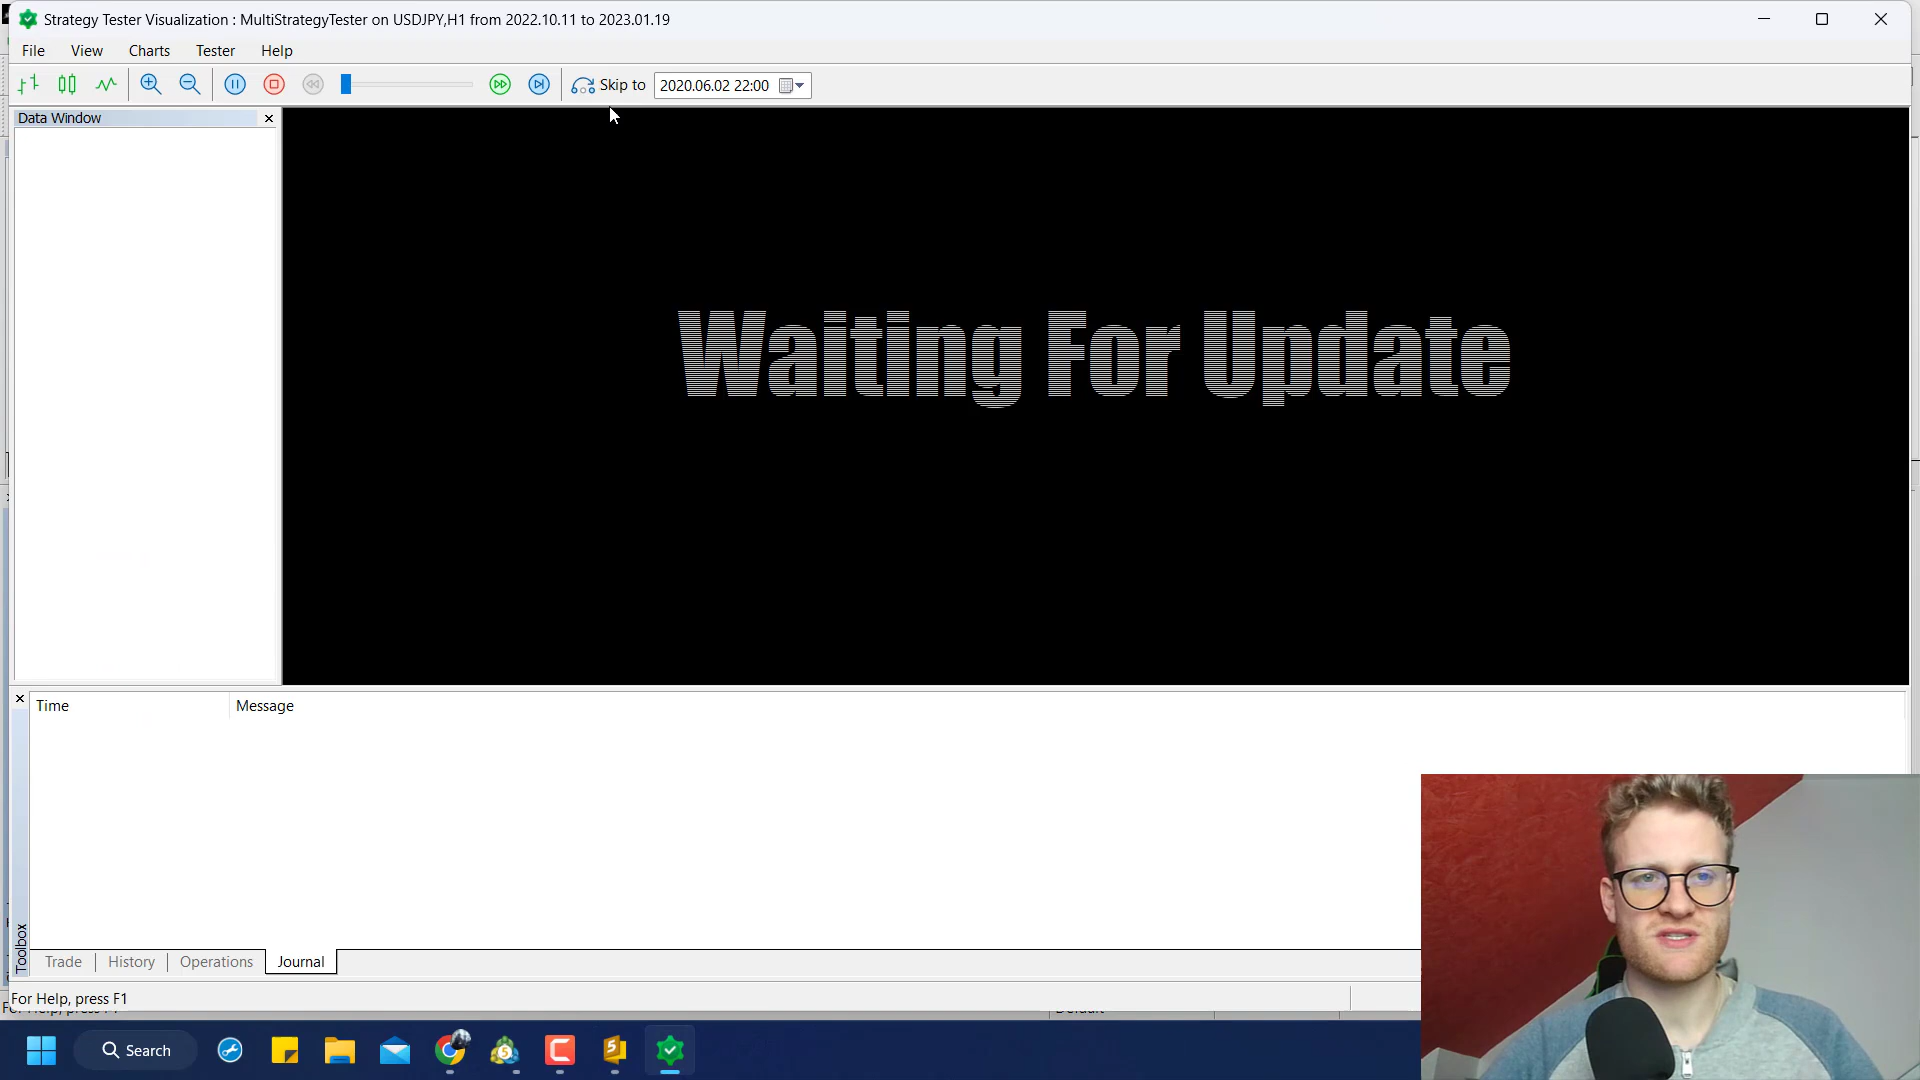 Strategy Tester Visualization : MultiStrategyTester on USDJPY,H1 from 2022.10.11 to 2023.01.19
File View Charts Tester Help
Skip to 2020.06.02 22:00
Data Window
Waiting For Update
Time Message
Toolbox
Trade History Operations Journal
For Help, press F1
Default
Search